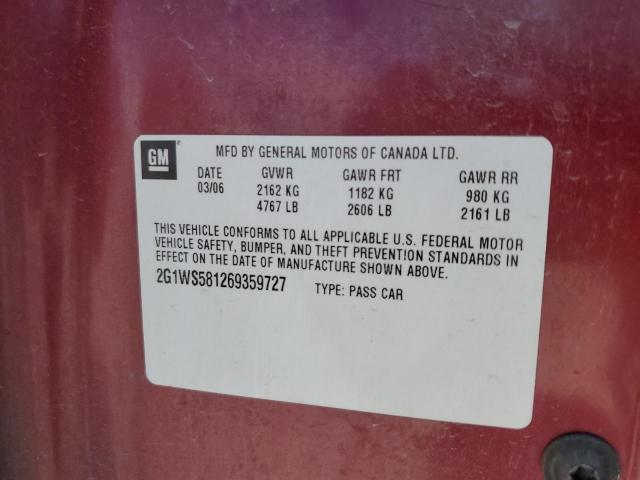 GM
MFD BY GENERAL MOTORS OF CANADA LTD.
DATE GVWR GAWR FRT GAWR RR
03/06 2162 KG 1182 KG 980 KG
4767 LB 2606 LB 2161 LB
THIS VEHICLE CONFORMS TO ALL APPLICABLE U.S. FEDERAL MOTOR
VEHICLE SAFETY, BUMPER, AND THEFT PREVENTION STANDARDS IN
EFFECT ON THE DATE OF MANUFACTURE SHOWN ABOVE.
2G1WS581269359727 TYPE: PASS CAR